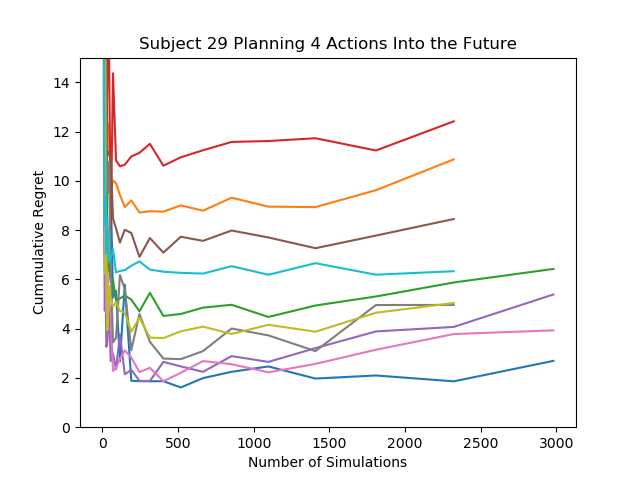 Subject 29 Planning 4 Actions Into the Future
14
12
10
8
6
4
2
0
Cummulative Regret
0 500 1000 1500 2000 2500 3000
Number of Simulations